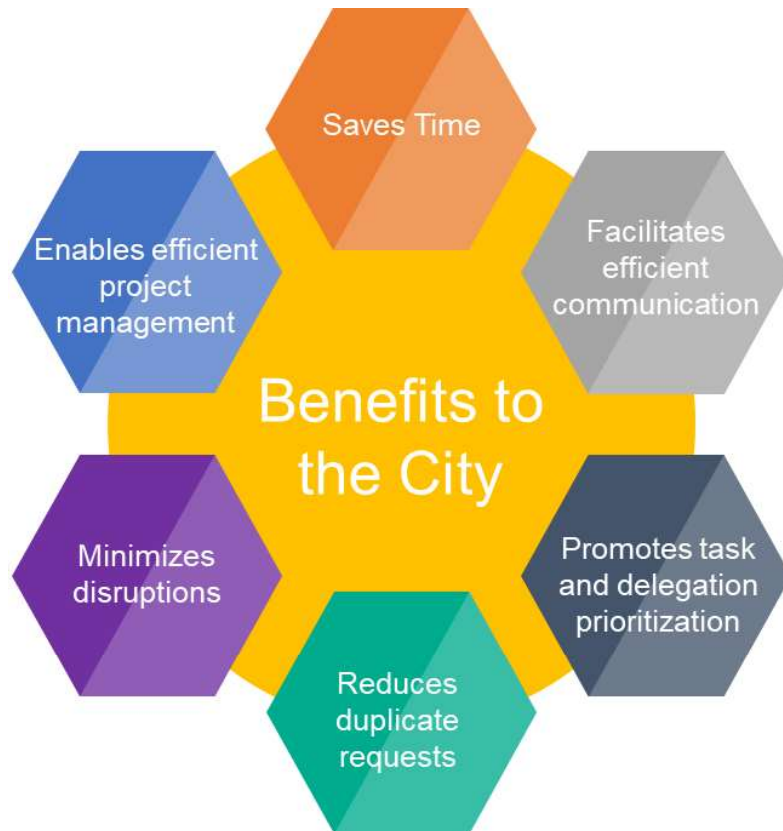 Saves Time
Facilitates
efficient
communication
Promotes task
and delegation
prioritization
Reduces
duplicate
requests
Minimizes
disruptions
Enables efficient
project
management
Benefits to
the City